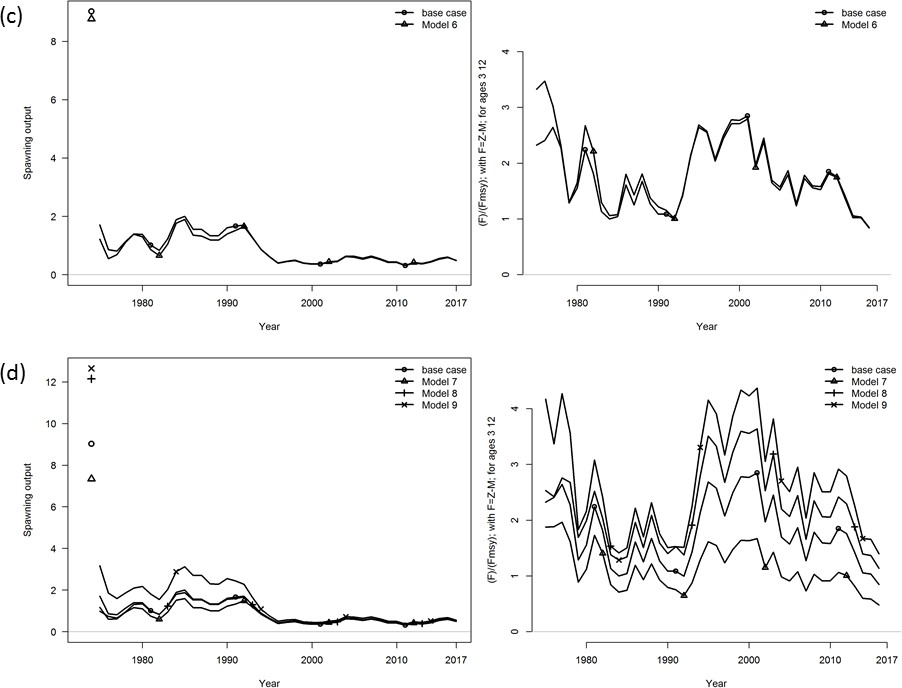 (c)
base case
Model 6
Spawning output
8
6
4
2
0
1980 1990 2000 2010 2017
Year
base case
Model 6
(F)/(Fmsy); with F=Z-M; for ages 3 12
4
3
2
1
0
1980 1990 2000 2010 2017
Year
(d)
base case
Model 7
Model 8
Model 9
Spawning output
12
10
8
6
4
2
0
1980 1990 2000 2010 2017
Year
base case
Model 7
Model 8
Model 9
(F)/(Fmsy); with F=Z-M; for ages 3 12
4
3
2
1
0
1980 1990 2000 2010 2017
Year